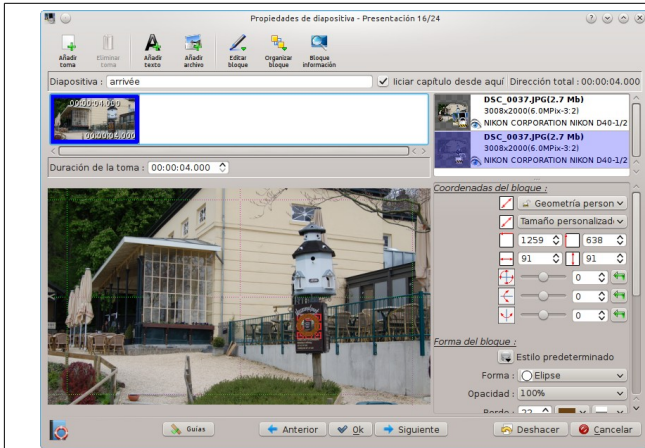 Propiedades de diapositiva - Presentación 16/24
Añadir toma
Eliminar toma
Añadir texto
Añadir archivo
Editar bloque
Organizar bloque
Bloque información
Diapositiva : arrivée
liciar capítulo desde aquí Dirección total : 00:00:04.000
00:00:04.000
00:00:04.000
DSC_0037.JPG(2.7 Mb)
3008x2000(6.0MPix-3:2)
NIKON CORPORATION NIKON D40-1/2
DSC_0037.JPG(2.7 Mb)
3008x2000(6.0MPix-3:2)
NIKON CORPORATION NIKON D40-1/2
Duración de la toma : 00:00:04.000
Coordenadas del bloque :
Geometría person
Tamaño personalizad
1259 638
91 91
0
0
0
Forma del bloque :
Estilo predeterminado
Forma : Elipse
Opacidad : 100%
Borde : 22
Guías
Anterior
Ok
Siguiente
Deshacer
Cancelar